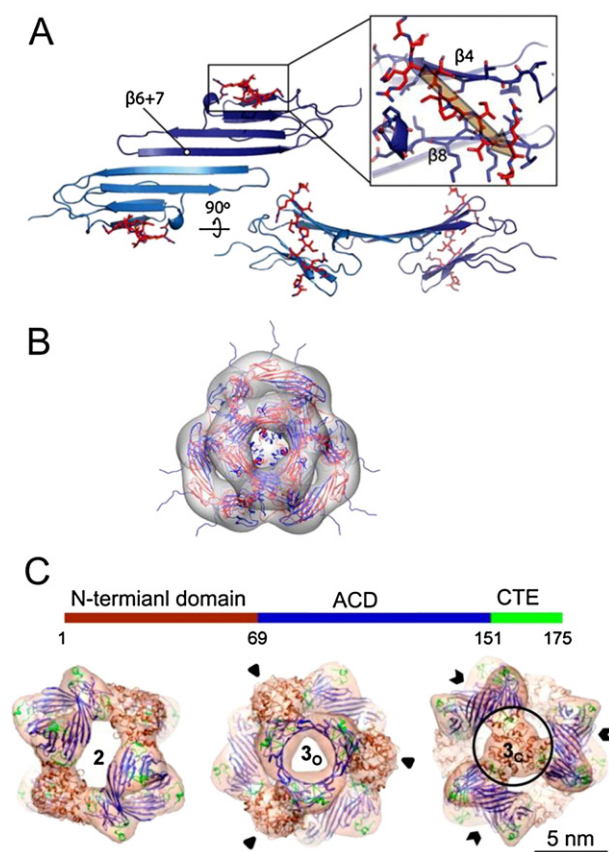 A
β4
β6+7
β8
90°
B
C
N-termianl domain ACD CTE
1 69 151 175
2 3O 3C
5 nm